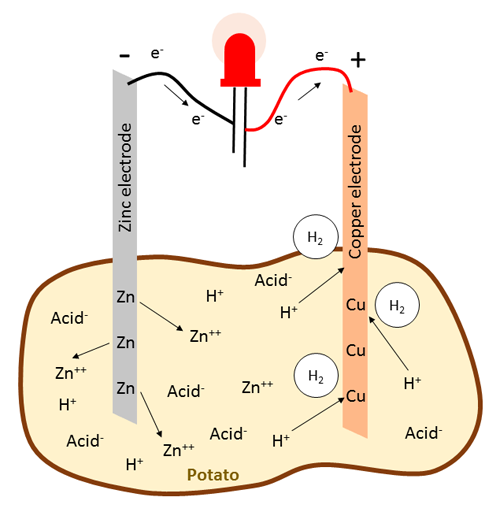 -
e-
e-
+
e-
e-
Zinc electrode
Copper electrode
H2
Acid-
Zn
H+
H+
Cu
H2
Acid-
Zn++
Zn
Cu
Zn++
H2
H+
Zn
Acid-
Zn++
Cu
H+
Acid-
Acid-
H+
Acid-
Zn++
H+
Potato